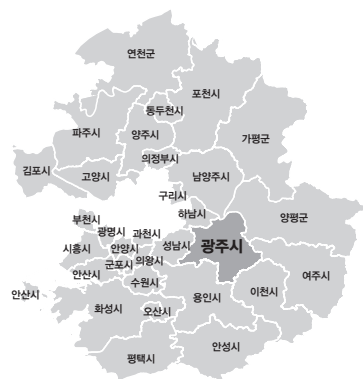 연천군
포천시
동두천시
파주시
양주시
가평군
의정부시
김포시
고양시
남양주시
구리시
하남시
양평군
부천시
광명시
과천시
시흥시
안양시
성남시
광주시
군포시
의왕시
안산시
수원시
여주시
이천시
안산시
용인시
화성시
오산시
안성시
평택시